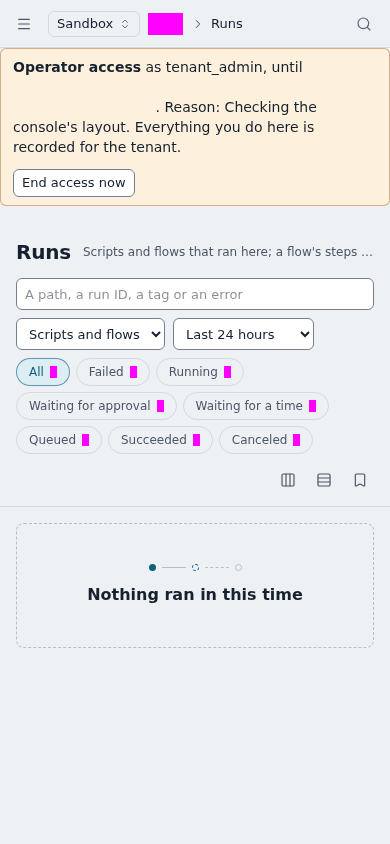 Sandbox
Runs
Operator access as tenant_admin, until
. Reason: Checking the
console's layout. Everything you do here is
recorded for the tenant.
End access now
Runs Scripts and flows that ran here; a flow's steps ...
A path, a run ID, a tag or an error
Scripts and flows Last 24 hours
All Failed Running
Waiting for approval Waiting for a time
Queued Succeeded Canceled
Nothing ran in this time